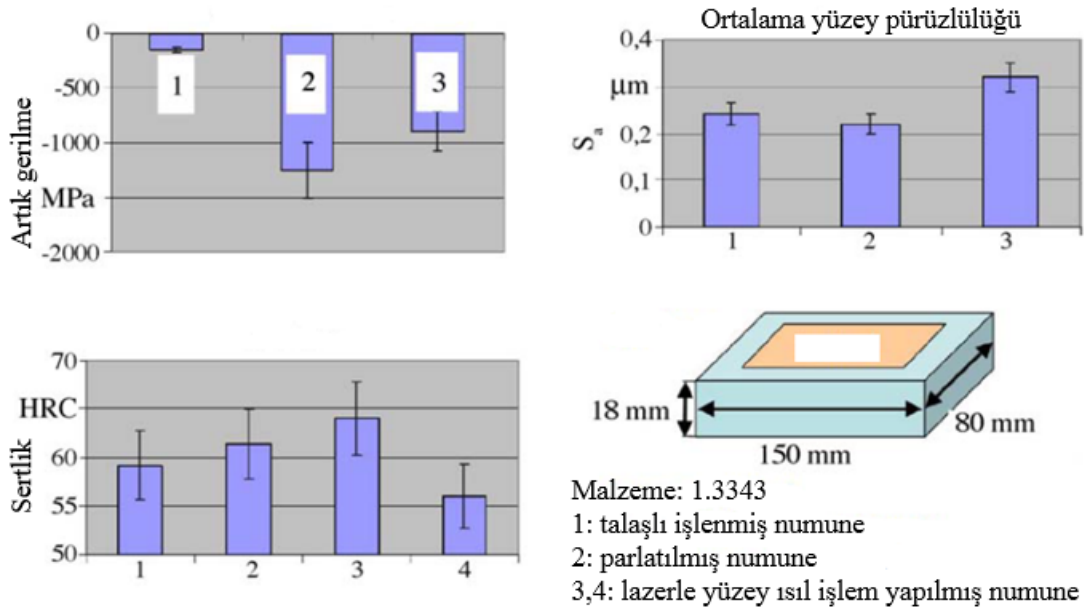 0
-500
-1000
MPa
-2000
Artık gerilme
1
2
3
Ortalama yüzey pürüzlülüğü
0,4
µm
0,2
0,1
0
Sa
1
2
3
70
HRC
60
55
50
Sertlik
1
2
3
4
18 mm
150 mm
80 mm
Malzeme: 1.3343
1: talaşlı işlenmiş numune
2: parlatılmış numune
3,4: lazerle yüzey ısıl işlem yapılmış numune